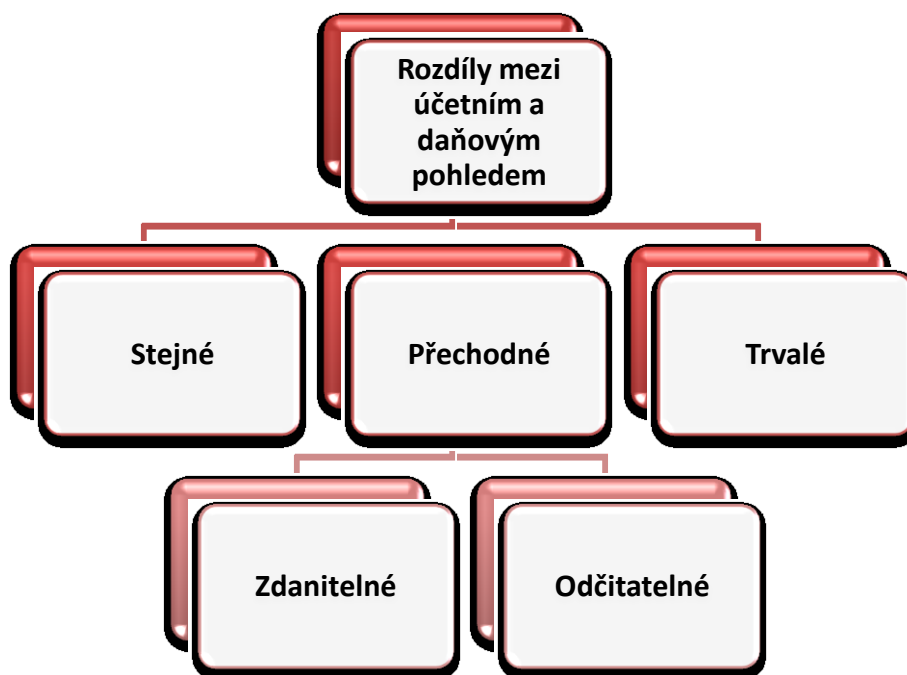 Rozdíly mezi
účetním a
daňovým
pohledem
Stejné
Přechodné
Trvalé
Zdanitelné
Odčitatelné